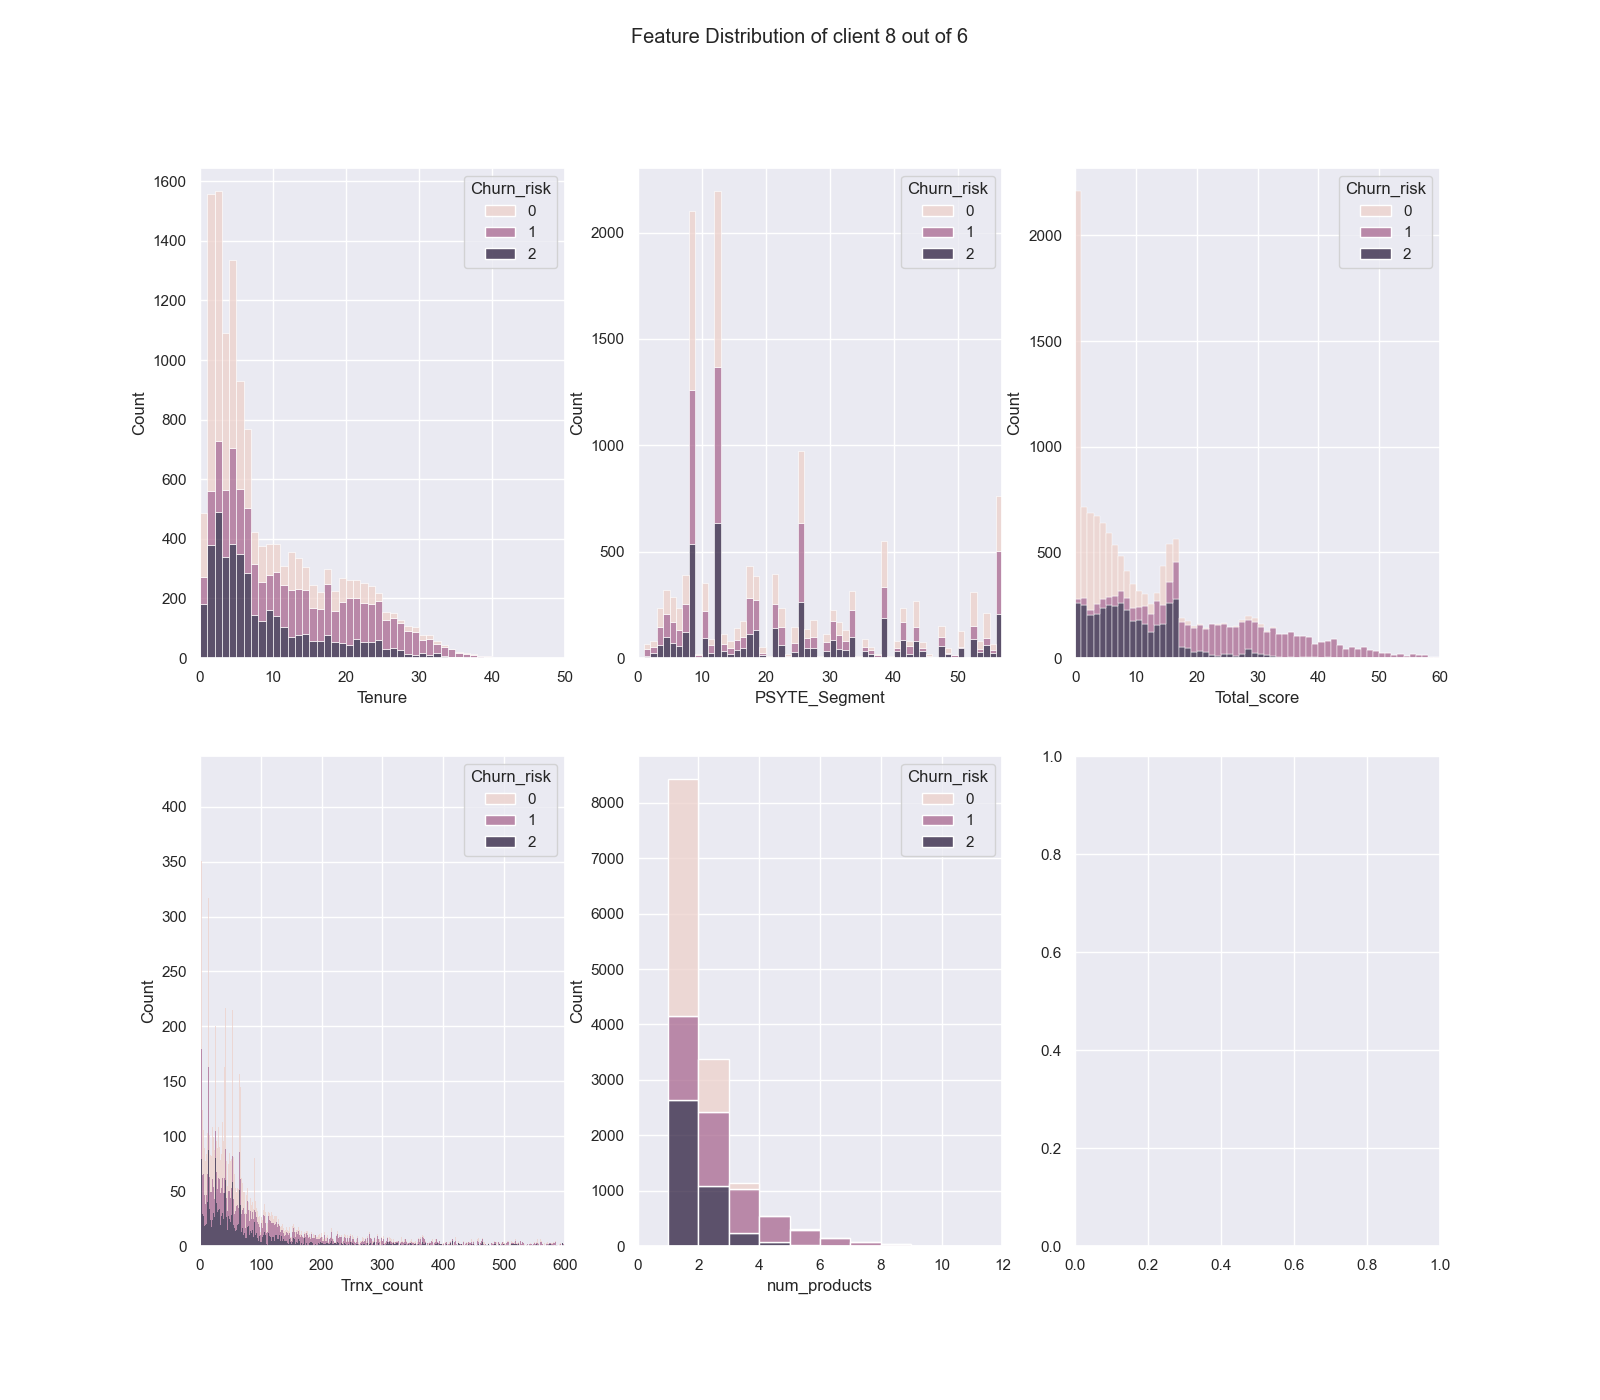 Feature Distribution of client 8 out of 6
1600
1400
1200
1000
800
600
400
200
0
Count
0 10 20 30 40 50
Tenure
Churn_risk
0
1
2
2000
1500
1000
500
0
Count
0 10 20 30 40 50
PSYTE_Segment
Churn_risk
0
1
2
2000
1500
1000
500
0
Count
0 10 20 30 40 50 60
Total_score
Churn_risk
0
1
2
400
350
300
250
200
150
100
50
0
Count
0 100 200 300 400 500 600
Trnx_count
Churn_risk
0
1
2
8000
7000
6000
5000
4000
3000
2000
1000
0
Count
0 2 4 6 8 10 12
num_products
Churn_risk
0
1
2
1.0
0.8
0.6
0.4
0.2
0.0
0.0 0.2 0.4 0.6 0.8 1.0